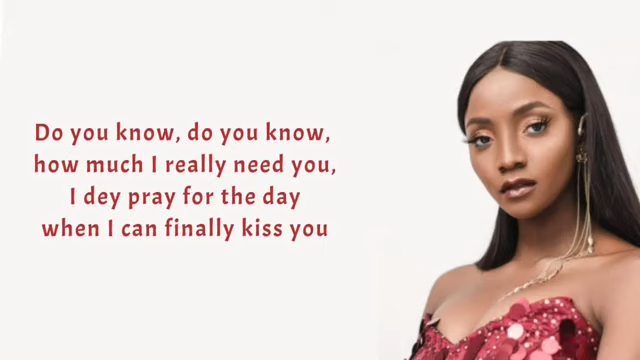 Do you know, do you know,
how much I really need you,
I dey pray for the day
when I can finally kiss you